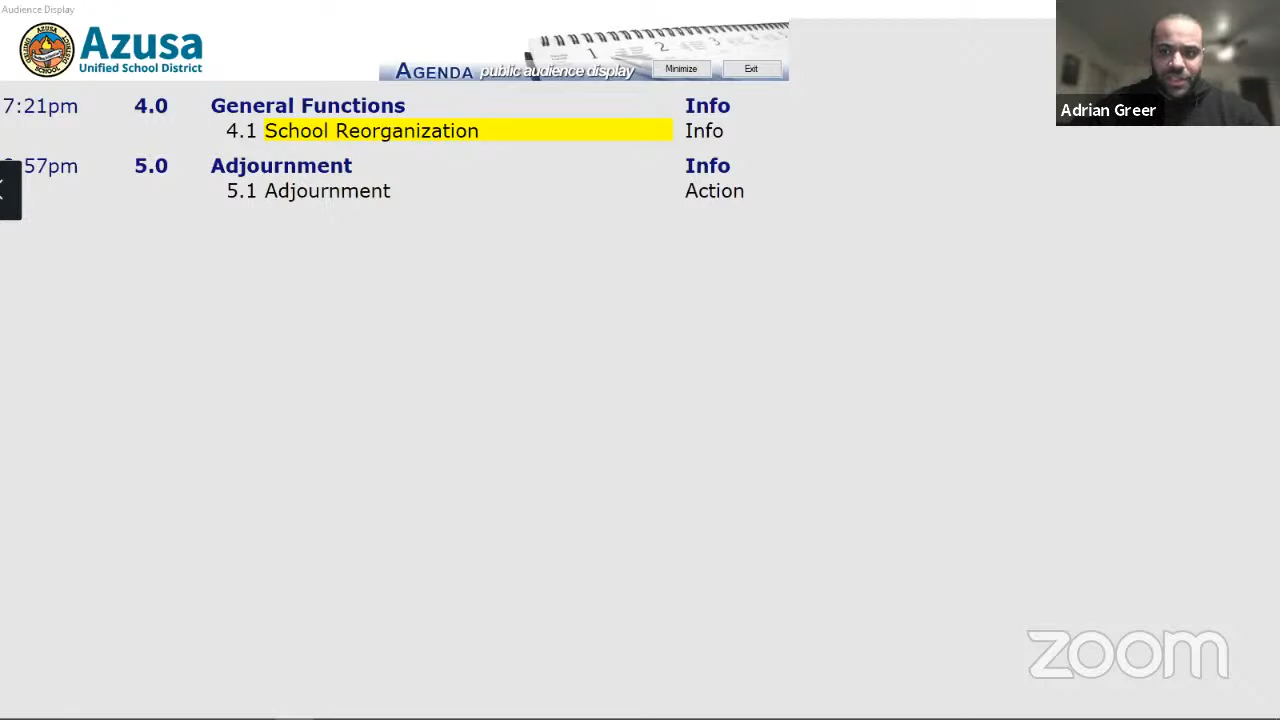 Audience Display
Azusa
Unified School District
AGENDA public audience display
Minimize
Exit
Adrian Greer
7:21pm 4.0 General Functions Info
4.1 School Reorganization Info
:57pm 5.0 Adjournment Info
5.1 Adjournment Action
zoom